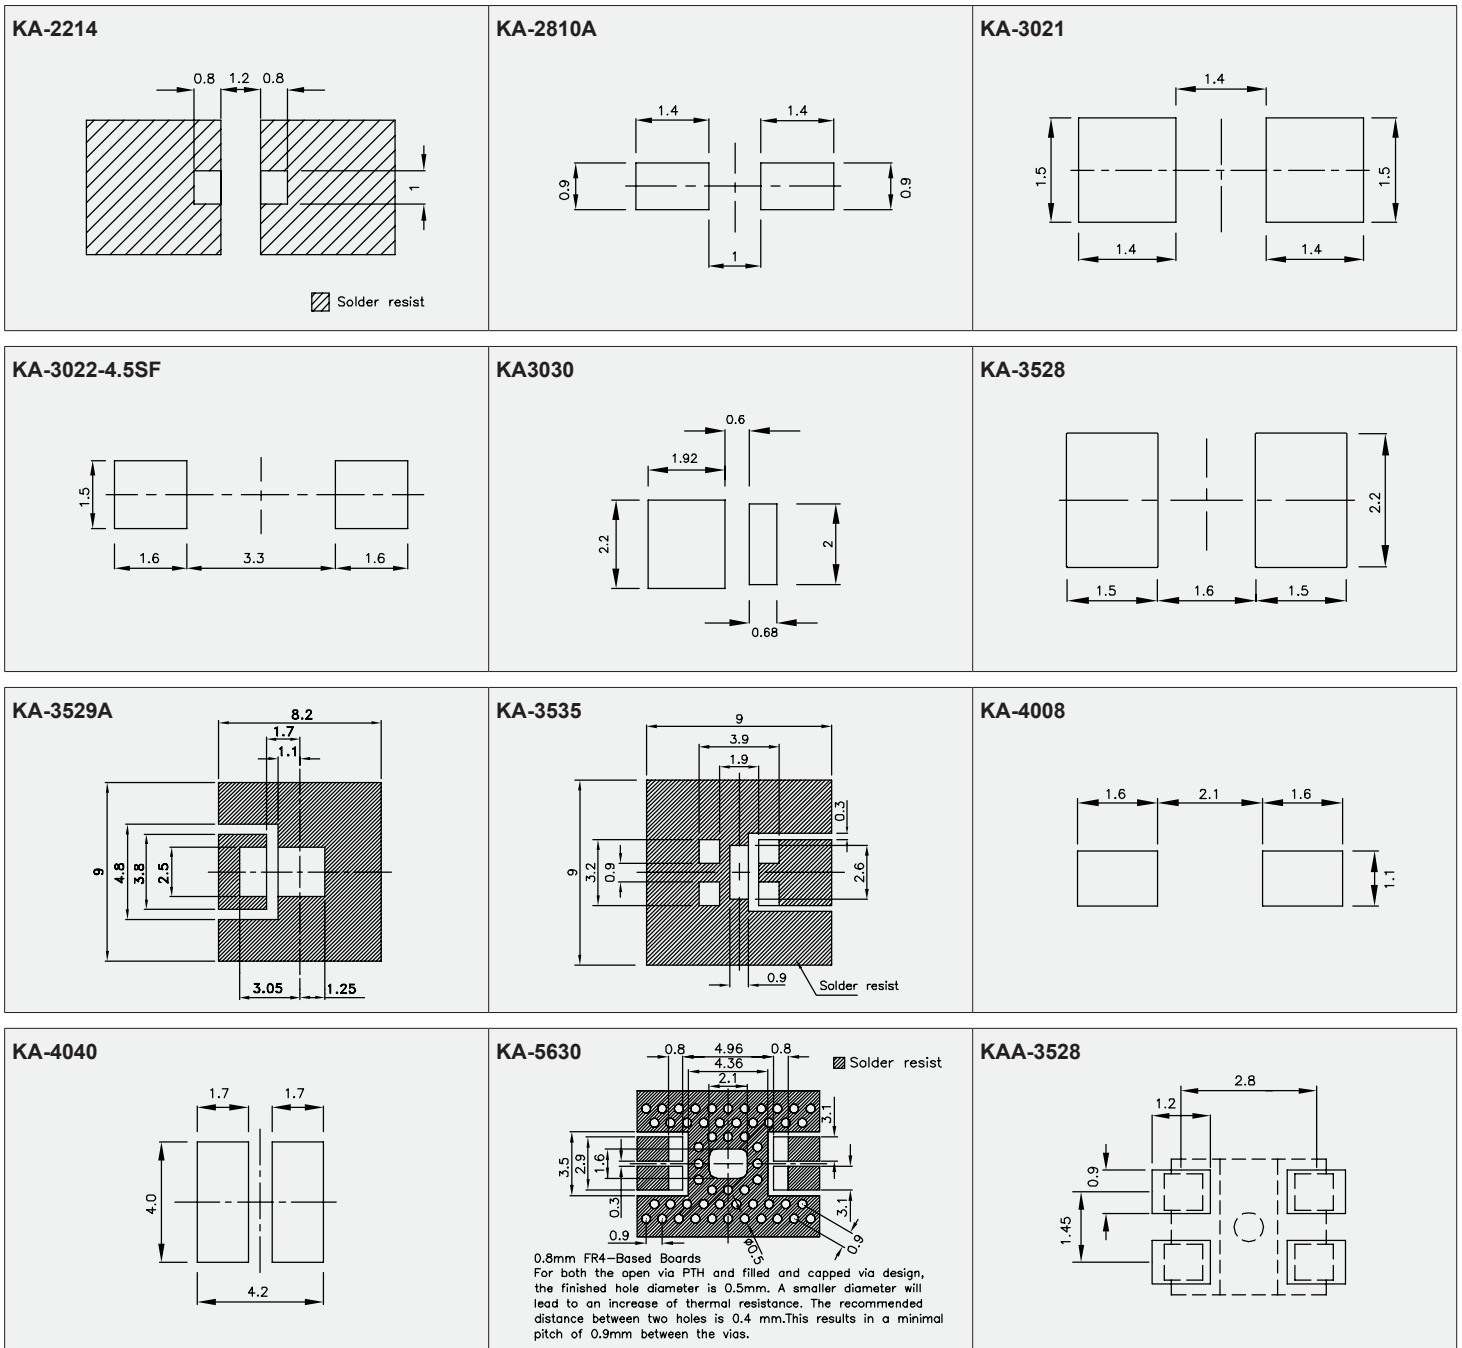 KA-2214
0.8 1.2 0.8
1
Solder resist
KA-2810A
1.4 1.4
0.9 0.9
1
KA-3021
1.4
1.5 1.5
1.4 1.4
KA-3022-4.5SF
1.5
1.6 3.3 1.6
KA3030
0.6
1.92
2.2 2
0.68
KA-3528
2.2
1.5 1.6 1.5
KA-3529A
8.2
1.7
1.1
9 4.8 3.8 2.5
3.05 1.25
KA-3535
9
3.9
1.9
0.3
9 3.2 0.9 2.6
0.9
Solder resist
KA-4008
1.6 2.1 1.6
1.1
KA-4040
1.7 1.7
4.0
4.2
KA-5630
0.8 4.96 0.8
Solder resist
4.36
2.1
3.1
3.5 2.9 1.6
0.3 3.1
0.9 ø0.5 0.9
0.8mm FR4-Based Boards
For both the open via PTH and filled and capped via design,
the finished hole diameter is 0.5mm. A smaller diameter will
lead to an increase of thermal resistance. The recommended
distance between two holes is 0.4 mm.This results in a minimal
pitch of 0.9mm between the vias.
KAA-3528
2.8
1.2
0.9
1.45